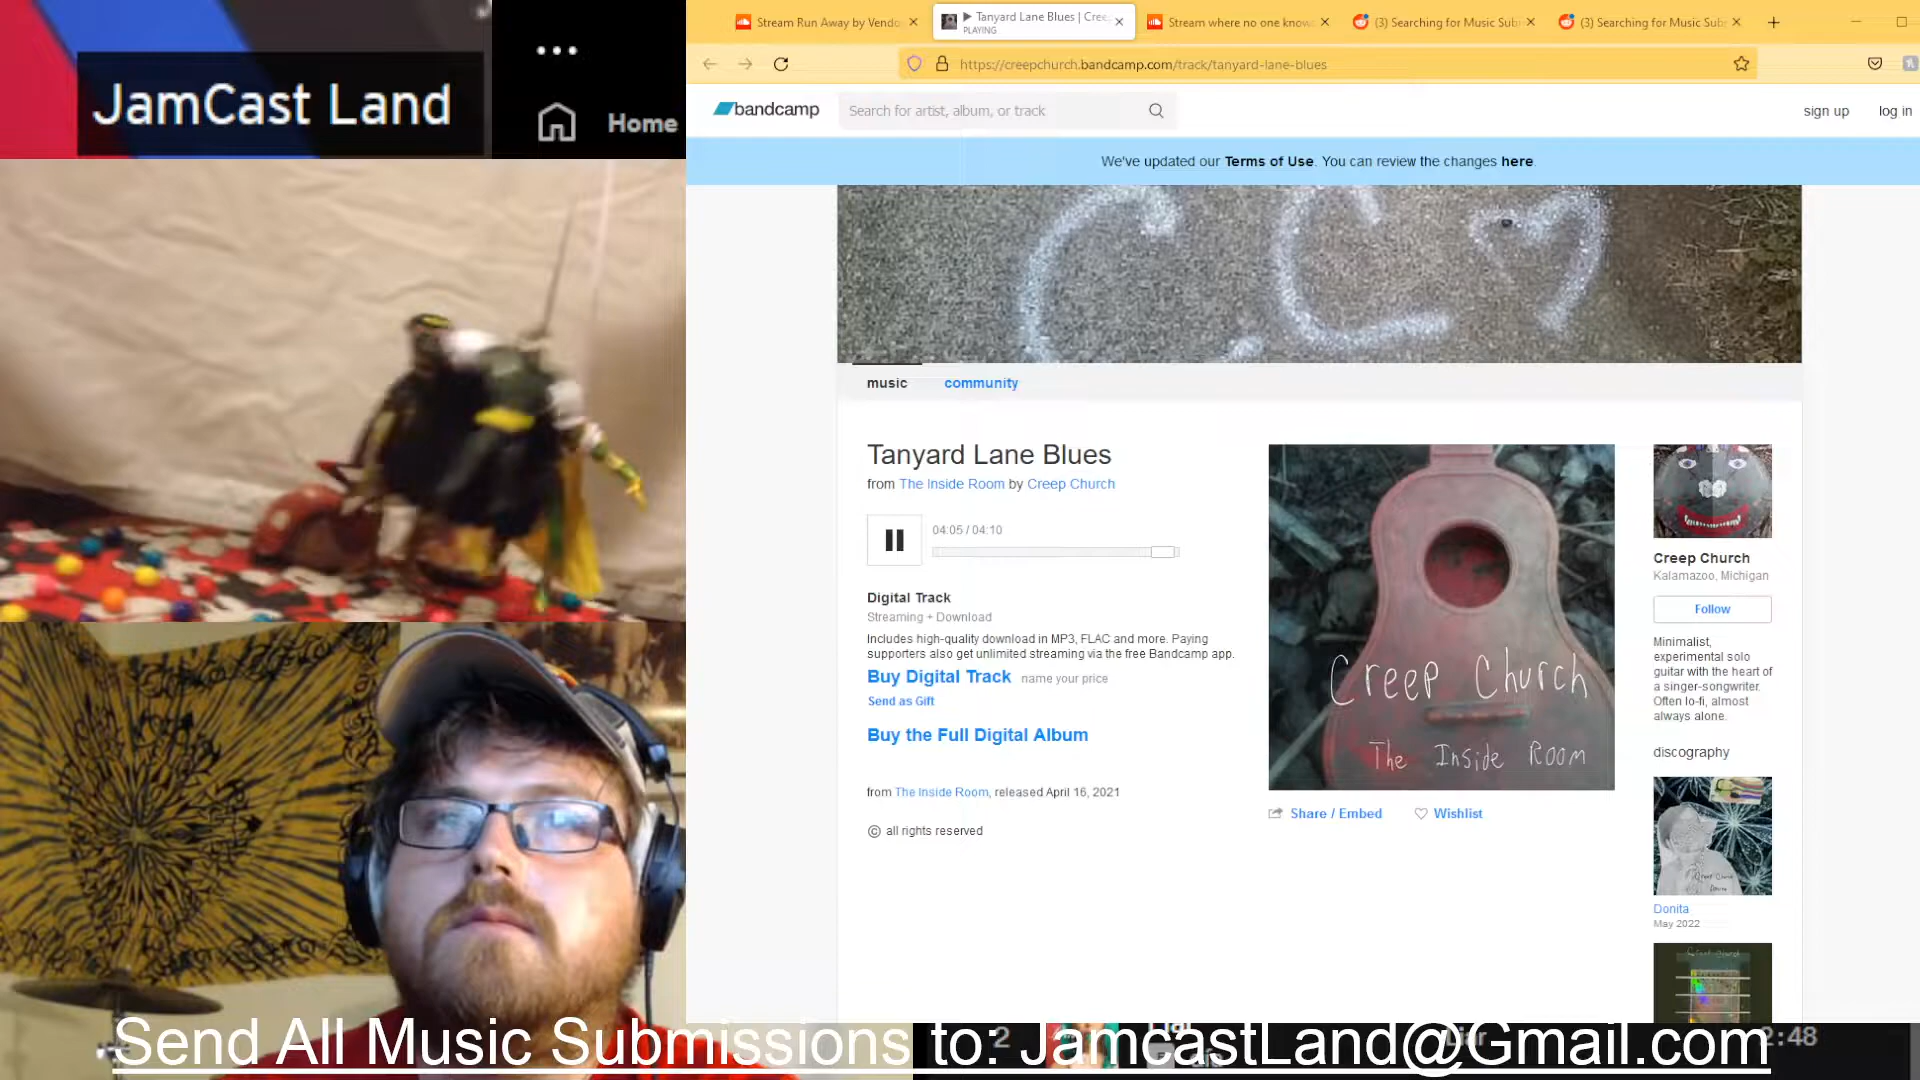 JamCast Land
Home
Stream Run Away by Vendo
Tanyard Lane Blues | Cree
PLAYING
Stream where no one know
(3) Searching for Music Sub
(3) Searching for Music Sub
https://creepchurch.bandcamp.com/track/tanyard-lane-blues
bandcamp
Search for artist, album, or track
sign up
log in
We've updated our Terms of Use. You can review the changes here.
C.C
music
community
Tanyard Lane Blues
from The Inside Room by Creep Church
04:05 / 04:10
Digital Track
Streaming + Download
Includes high-quality download in MP3, FLAC and more. Paying
supporters also get unlimited streaming via the free Bandcamp app.
Buy Digital Track name your price
Send as Gift
Buy the Full Digital Album
from The Inside Room, released April 16, 2021
© all rights reserved
Creep Church
The Inside Room
Share / Embed
Wishlist
Creep Church
Kalamazoo, Michigan
Follow
Minimalist,
experimental solo
guitar with the heart of
a singer-songwriter.
Often lo-fi, almost
always alone.
discography
Donita
May 2022
Send All Music Submissions to: JamcastLand@Gmail.com
2
Liar
2:48